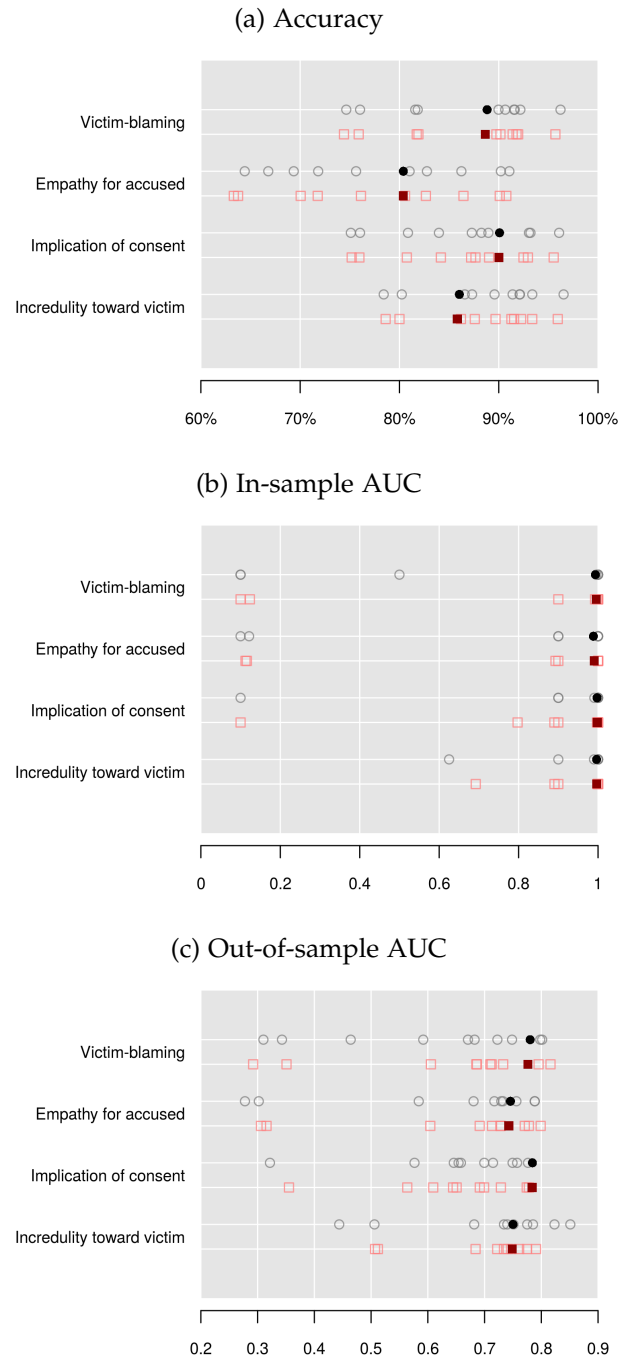 (a) Accuracy
Victim-blaming
Empathy for accused
Implication of consent
Incredulity toward victim
60% 70% 80% 90% 100%
(b) In-sample AUC
Victim-blaming
Empathy for accused
Implication of consent
Incredulity toward victim
0 0.2 0.4 0.6 0.8 1
(c) Out-of-sample AUC
Victim-blaming
Empathy for accused
Implication of consent
Incredulity toward victim
0.2 0.3 0.4 0.5 0.6 0.7 0.8 0.9